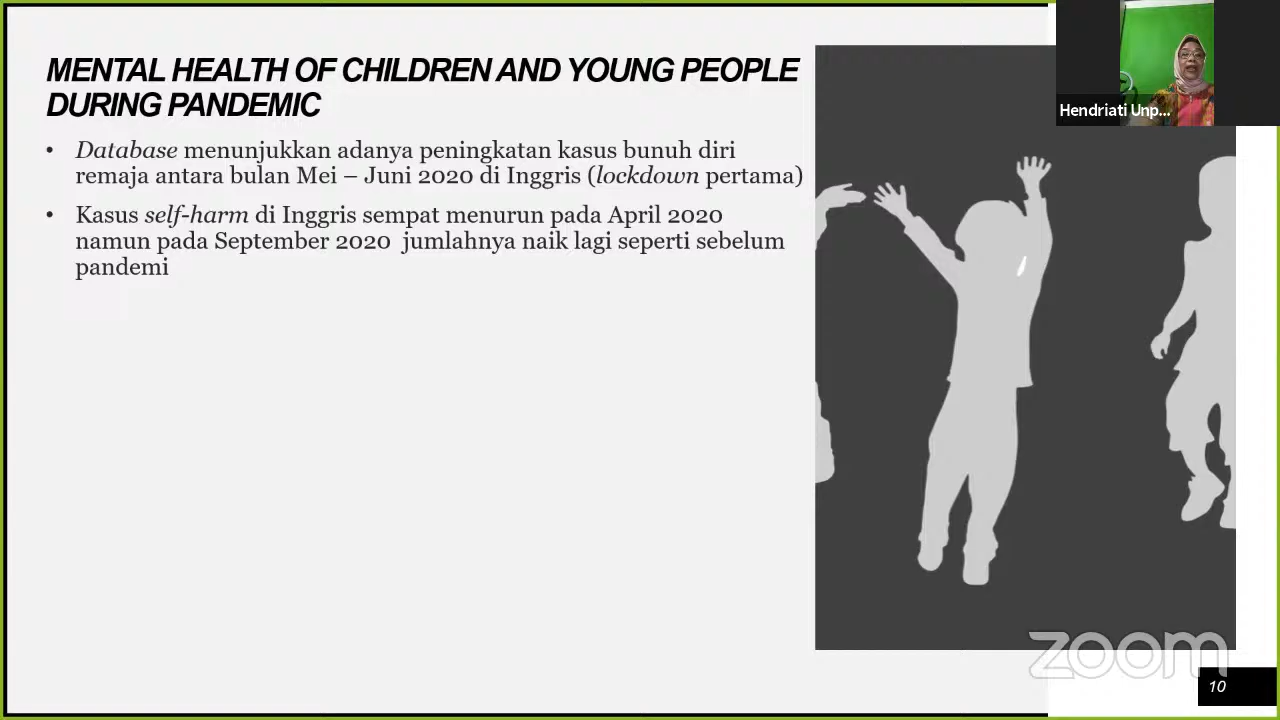 MENTAL HEALTH OF CHILDREN AND YOUNG PEOPLE
DURING PANDEMIC
• Database menunjukkan adanya peningkatan kasus bunuh diri
remaja antara bulan Mei – Juni 2020 di Inggris (lockdown pertama)
• Kasus self-harm di Inggris sempat menurun pada April 2020
namun pada September 2020 jumlahnya naik lagi seperti sebelum
pandemi
Hendriati Unp...
zoom
10